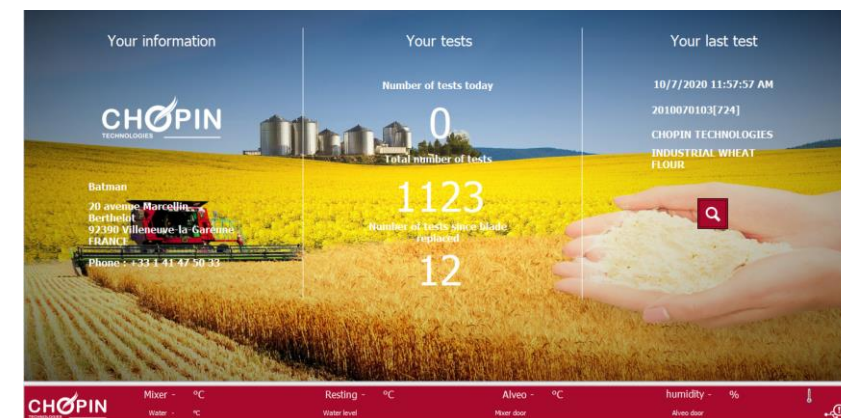 Your information
CHOPIN
TECHNOLOGIES
Batman
20 avenue Marcellin
Berthelot
92390 Villeneuve-la-Garenne
FRANCE
Phone : +33 1 41 47 50 33
Your tests
Number of tests today
0
Total number of tests
1123
Number of tests since blade
replaced
12
Your last test
10/7/2020 11:57:57 AM
2010070103[724]
CHOPIN TECHNOLOGIES
INDUSTRIAL WHEAT
FLOUR
CHOPIN
TECHNOLOGIES
Mixer - °C
Resting - °C
Alveo - °C
humidity - %
Water - °C
Water level
Mixer door
Alveo door